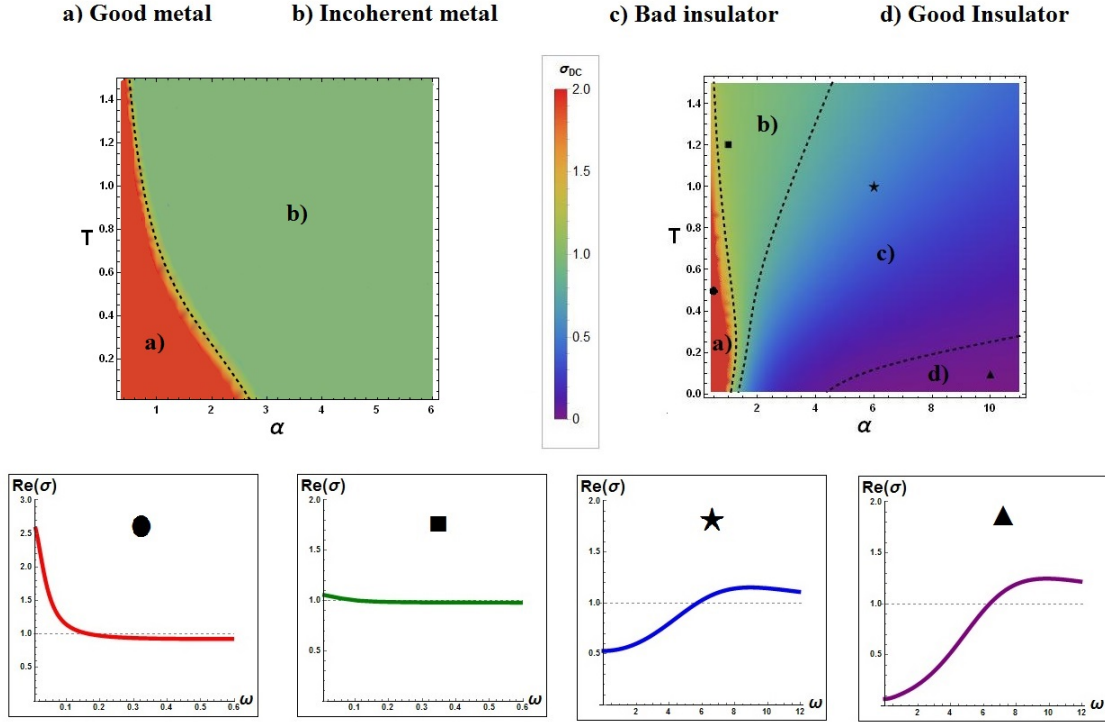 a) Good metal b) Incoherent metal c) Bad insulator d) Good Insulator
σDC
2.0
1.5
1.0
0.5
0
T
1.4
1.2
1.0
0.8
0.6
0.4
0.2
a)
b)
1 2 3 4 5 6
α
T
1.4
1.2
1.0
0.8
0.6
0.4
0.2
0.0
a)
b)
c)
d)
2 4 6 8 10
α
Re(σ)
3.0
2.5
2.0
1.5
1.0
0.5
0.1 0.2 0.3 0.4 0.5 0.6
ω
Re(σ)
2.0
1.5
1.0
0.5
0.1 0.2 0.3 0.4 0.5 0.6
ω
Re(σ)
2.0
1.5
1.0
0.5
2 4 6 8 10 12
ω
Re(σ)
2.0
1.5
1.0
0.5
2 4 6 8 10 12
ω